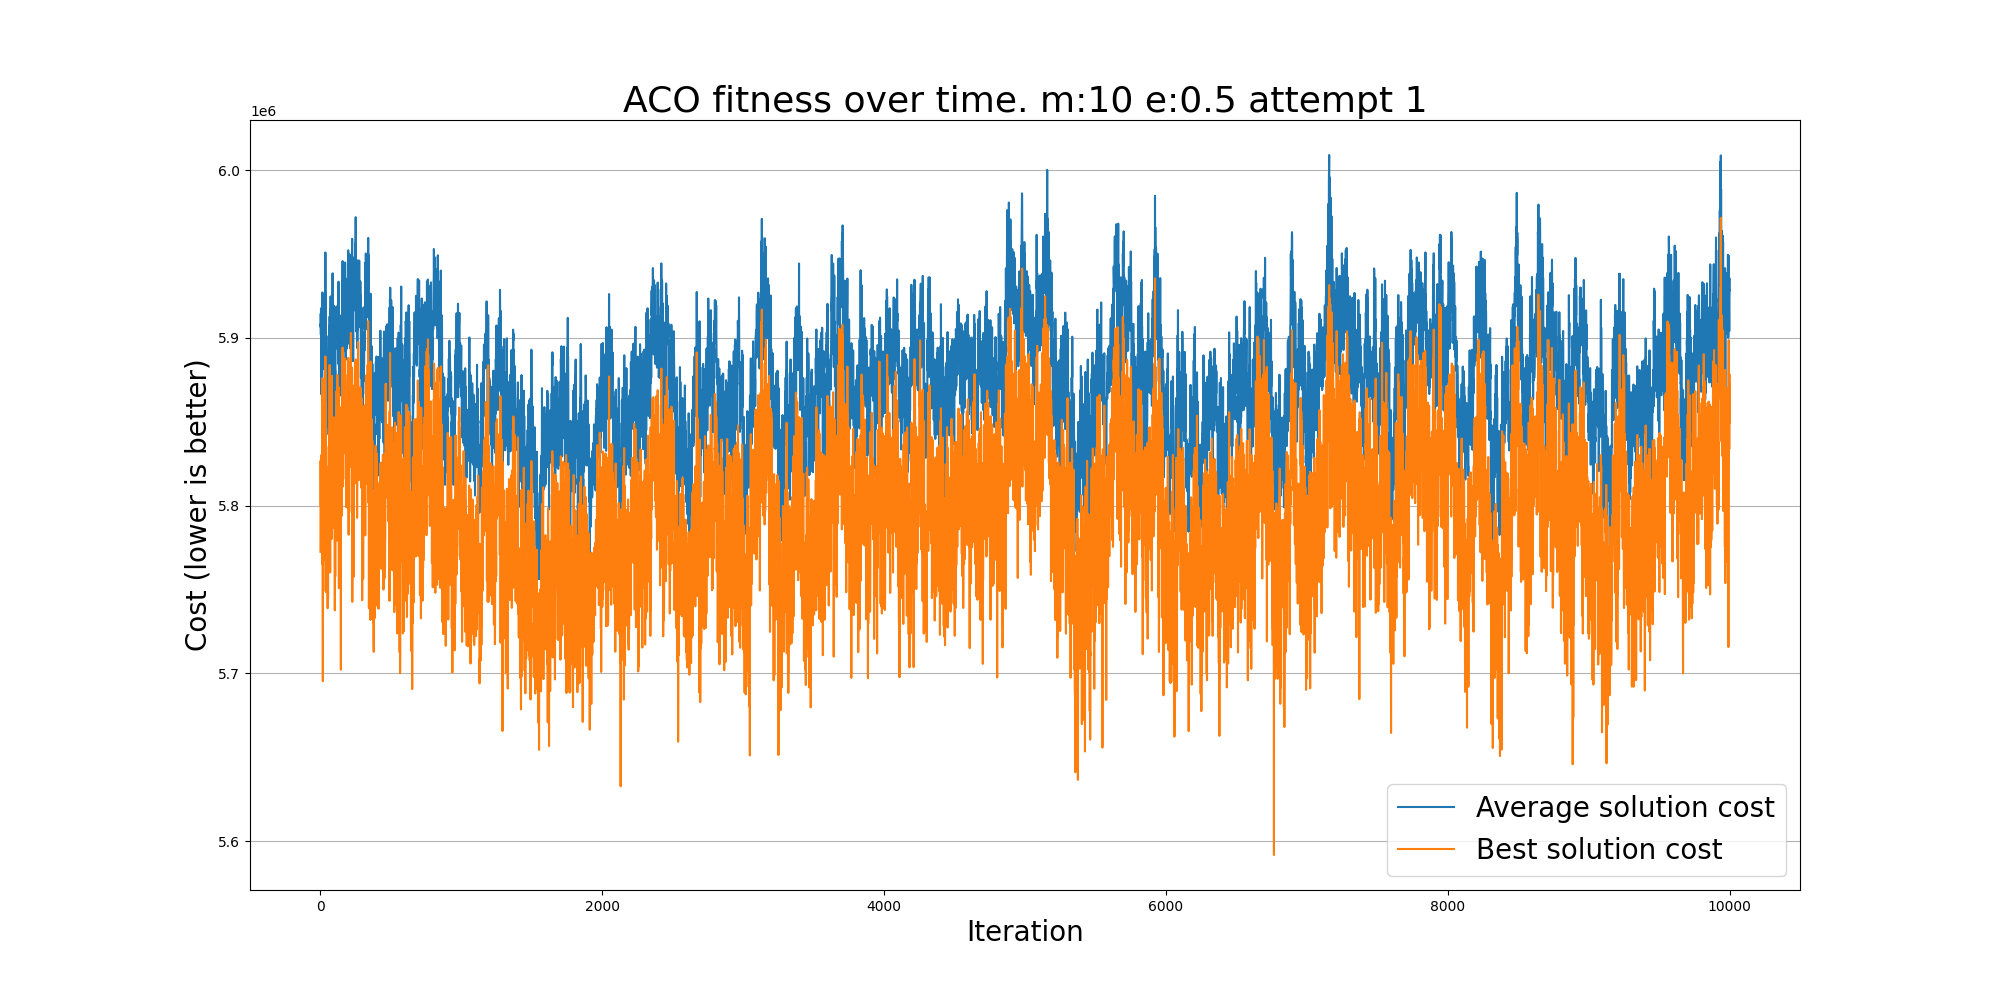 ACO fitness over time. m:10 e:0.5 attempt 1
1e6
6.0
5.9
5.8
5.7
5.6
Cost (lower is better)
Average solution cost
Best solution cost
0 2000 4000 6000 8000 10000
Iteration